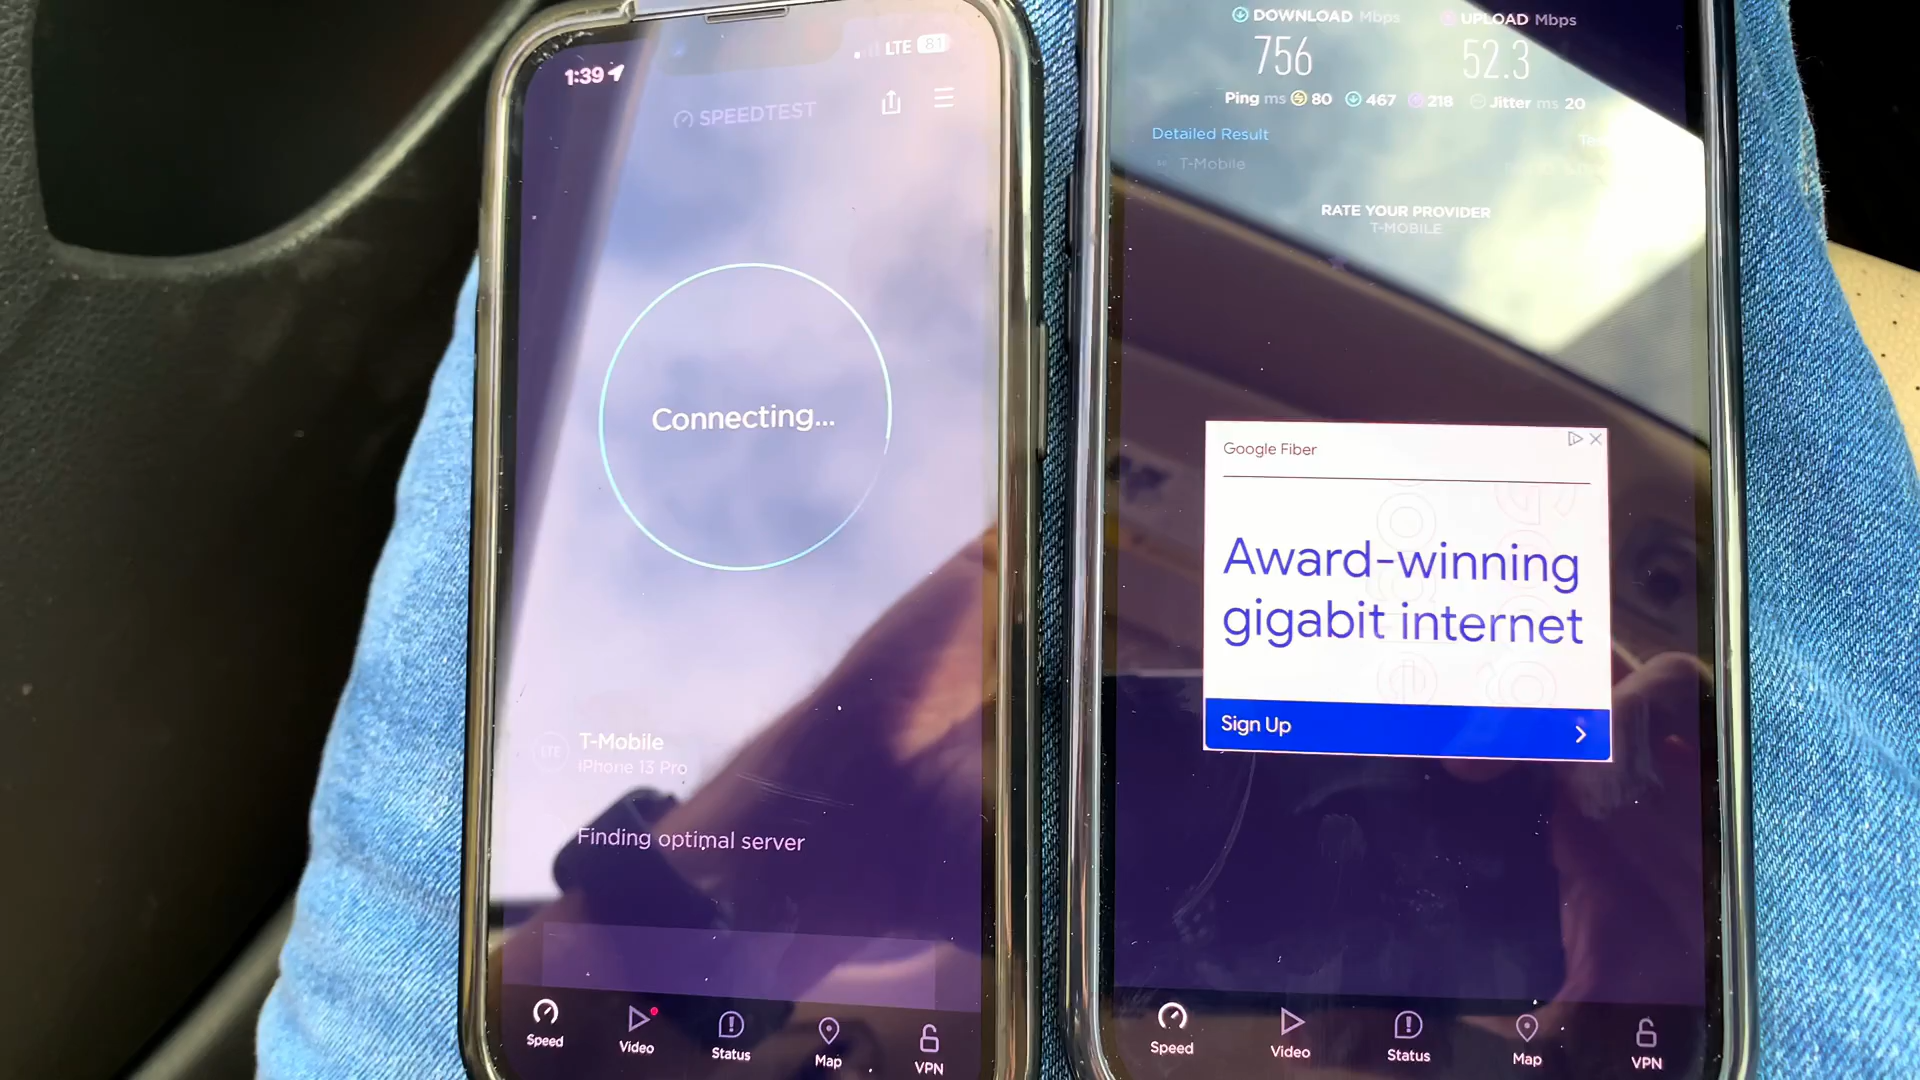 1:39
LTE 81
SPEEDTEST
Connecting...
LTE
T-Mobile
iPhone 13 Pro
Finding optimal server
Speed
Video
Status
Map
VPN
DOWNLOAD Mbps
UPLOAD Mbps
756
52.3
Ping ms 80 467 218 Jitter ms 20
Detailed Result
T-Mobile
RATE YOUR PROVIDER
T-MOBILE
Google Fiber
Award-winning
gigabit internet
Sign Up
Speed
Video
Status
Map
VPN